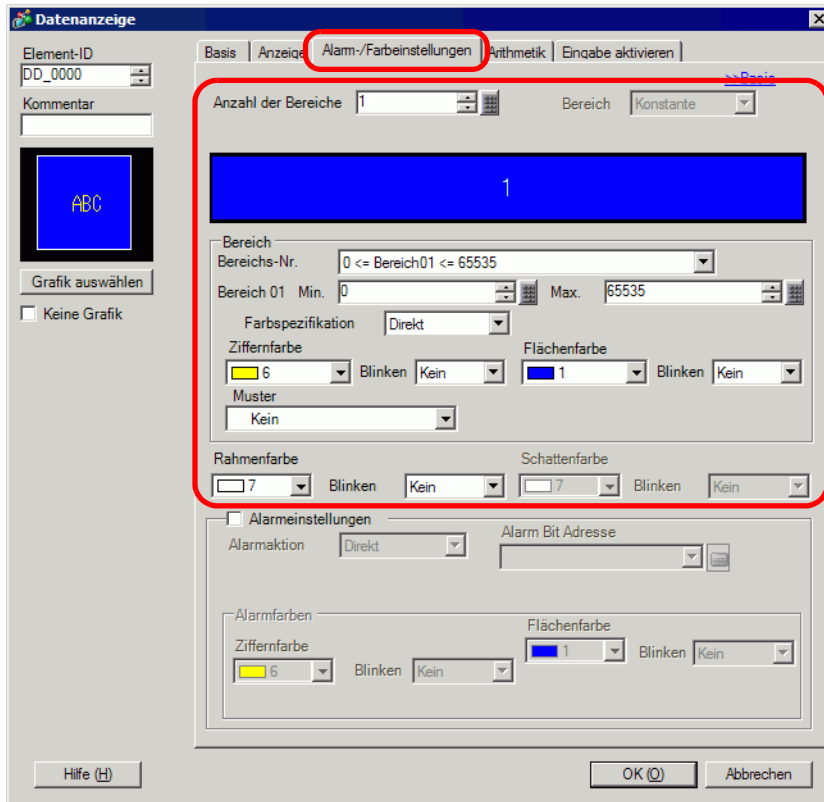 Datenanzeige
Element-ID
DD_0000
Kommentar
ABC
Grafik auswählen
Keine Grafik
Basis Anzeige Alarm-/Farbeinstellungen Arithmetik Eingabe aktivieren
>>Basis
Anzahl der Bereiche 1 Bereich Konstante
1
Bereich
Bereichs-Nr. 0 <= Bereich01 <= 65535
Bereich 01 Min. 0 Max. 65535
Farbspezifikation Direkt
Ziffernfarbe Flächenfarbe
6 Blinken Kein 1 Blinken Kein
Muster
Kein
Rahmenfarbe Schattenfarbe
7 Blinken Kein 7 Blinken Kein
Alarmeinstellungen
Alarmaktion Direkt Alarm Bit Adresse
Alarmfarben
Ziffernfarbe Flächenfarbe
6 Blinken Kein 1 Blinken Kein
Hilfe (H) OK (O) Abbrechen